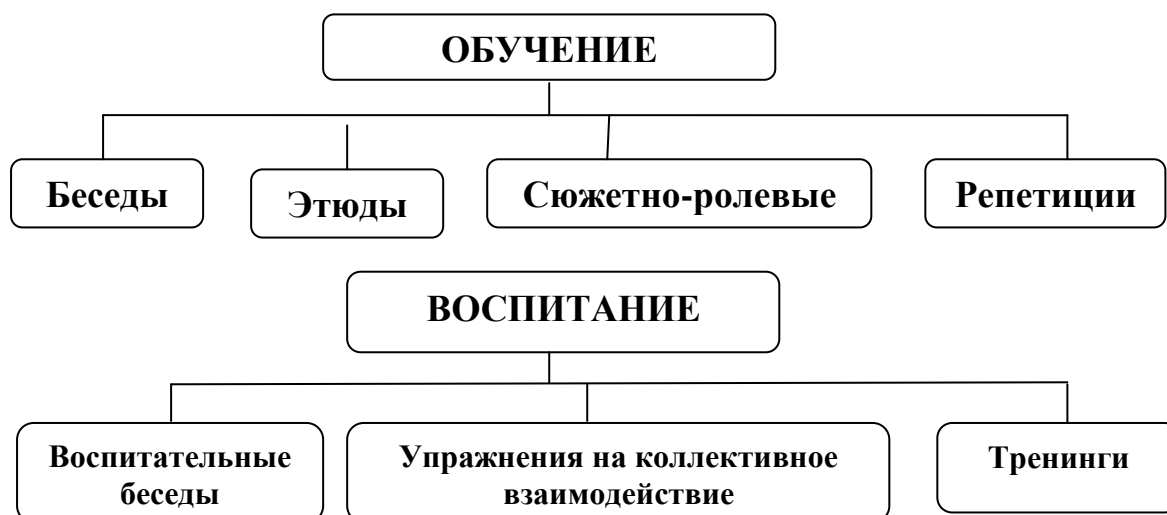 ОБУЧЕНИЕ
Беседы
Этюды
Сюжетно-ролевые
Репетиции
ВОСПИТАНИЕ
Воспитательные
беседы
Упражнения на коллективное
взаимодействие
Тренинги